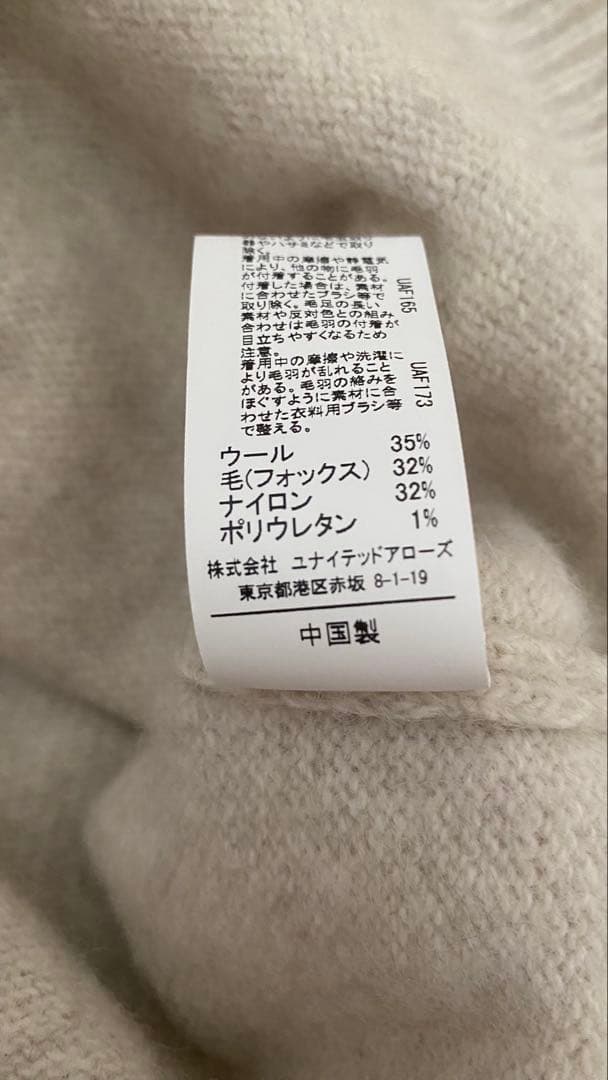 静やハサミなどで取り
除く。
着用中の摩擦や静電気
により、他の物に毛羽
が付着することがある。
付着した場合は、素材
に合わせたブラシ等で
取り除く。毛足の長い
素材や反対色との組み
合わせは毛羽の付着が
目立ちやすくなるため
注意。
着用中の摩擦や洗濯に
より毛羽が乱れること
がある。毛羽の絡みを
ほぐすように素材に合
わせた衣料用ブラシ等
で整える。
UAF165
UAF173
ウール 35%
毛(フォックス) 32%
ナイロン 32%
ポリウレタン 1%
株式会社 ユナイテッドアローズ
東京都港区赤坂 8-1-19
中国製